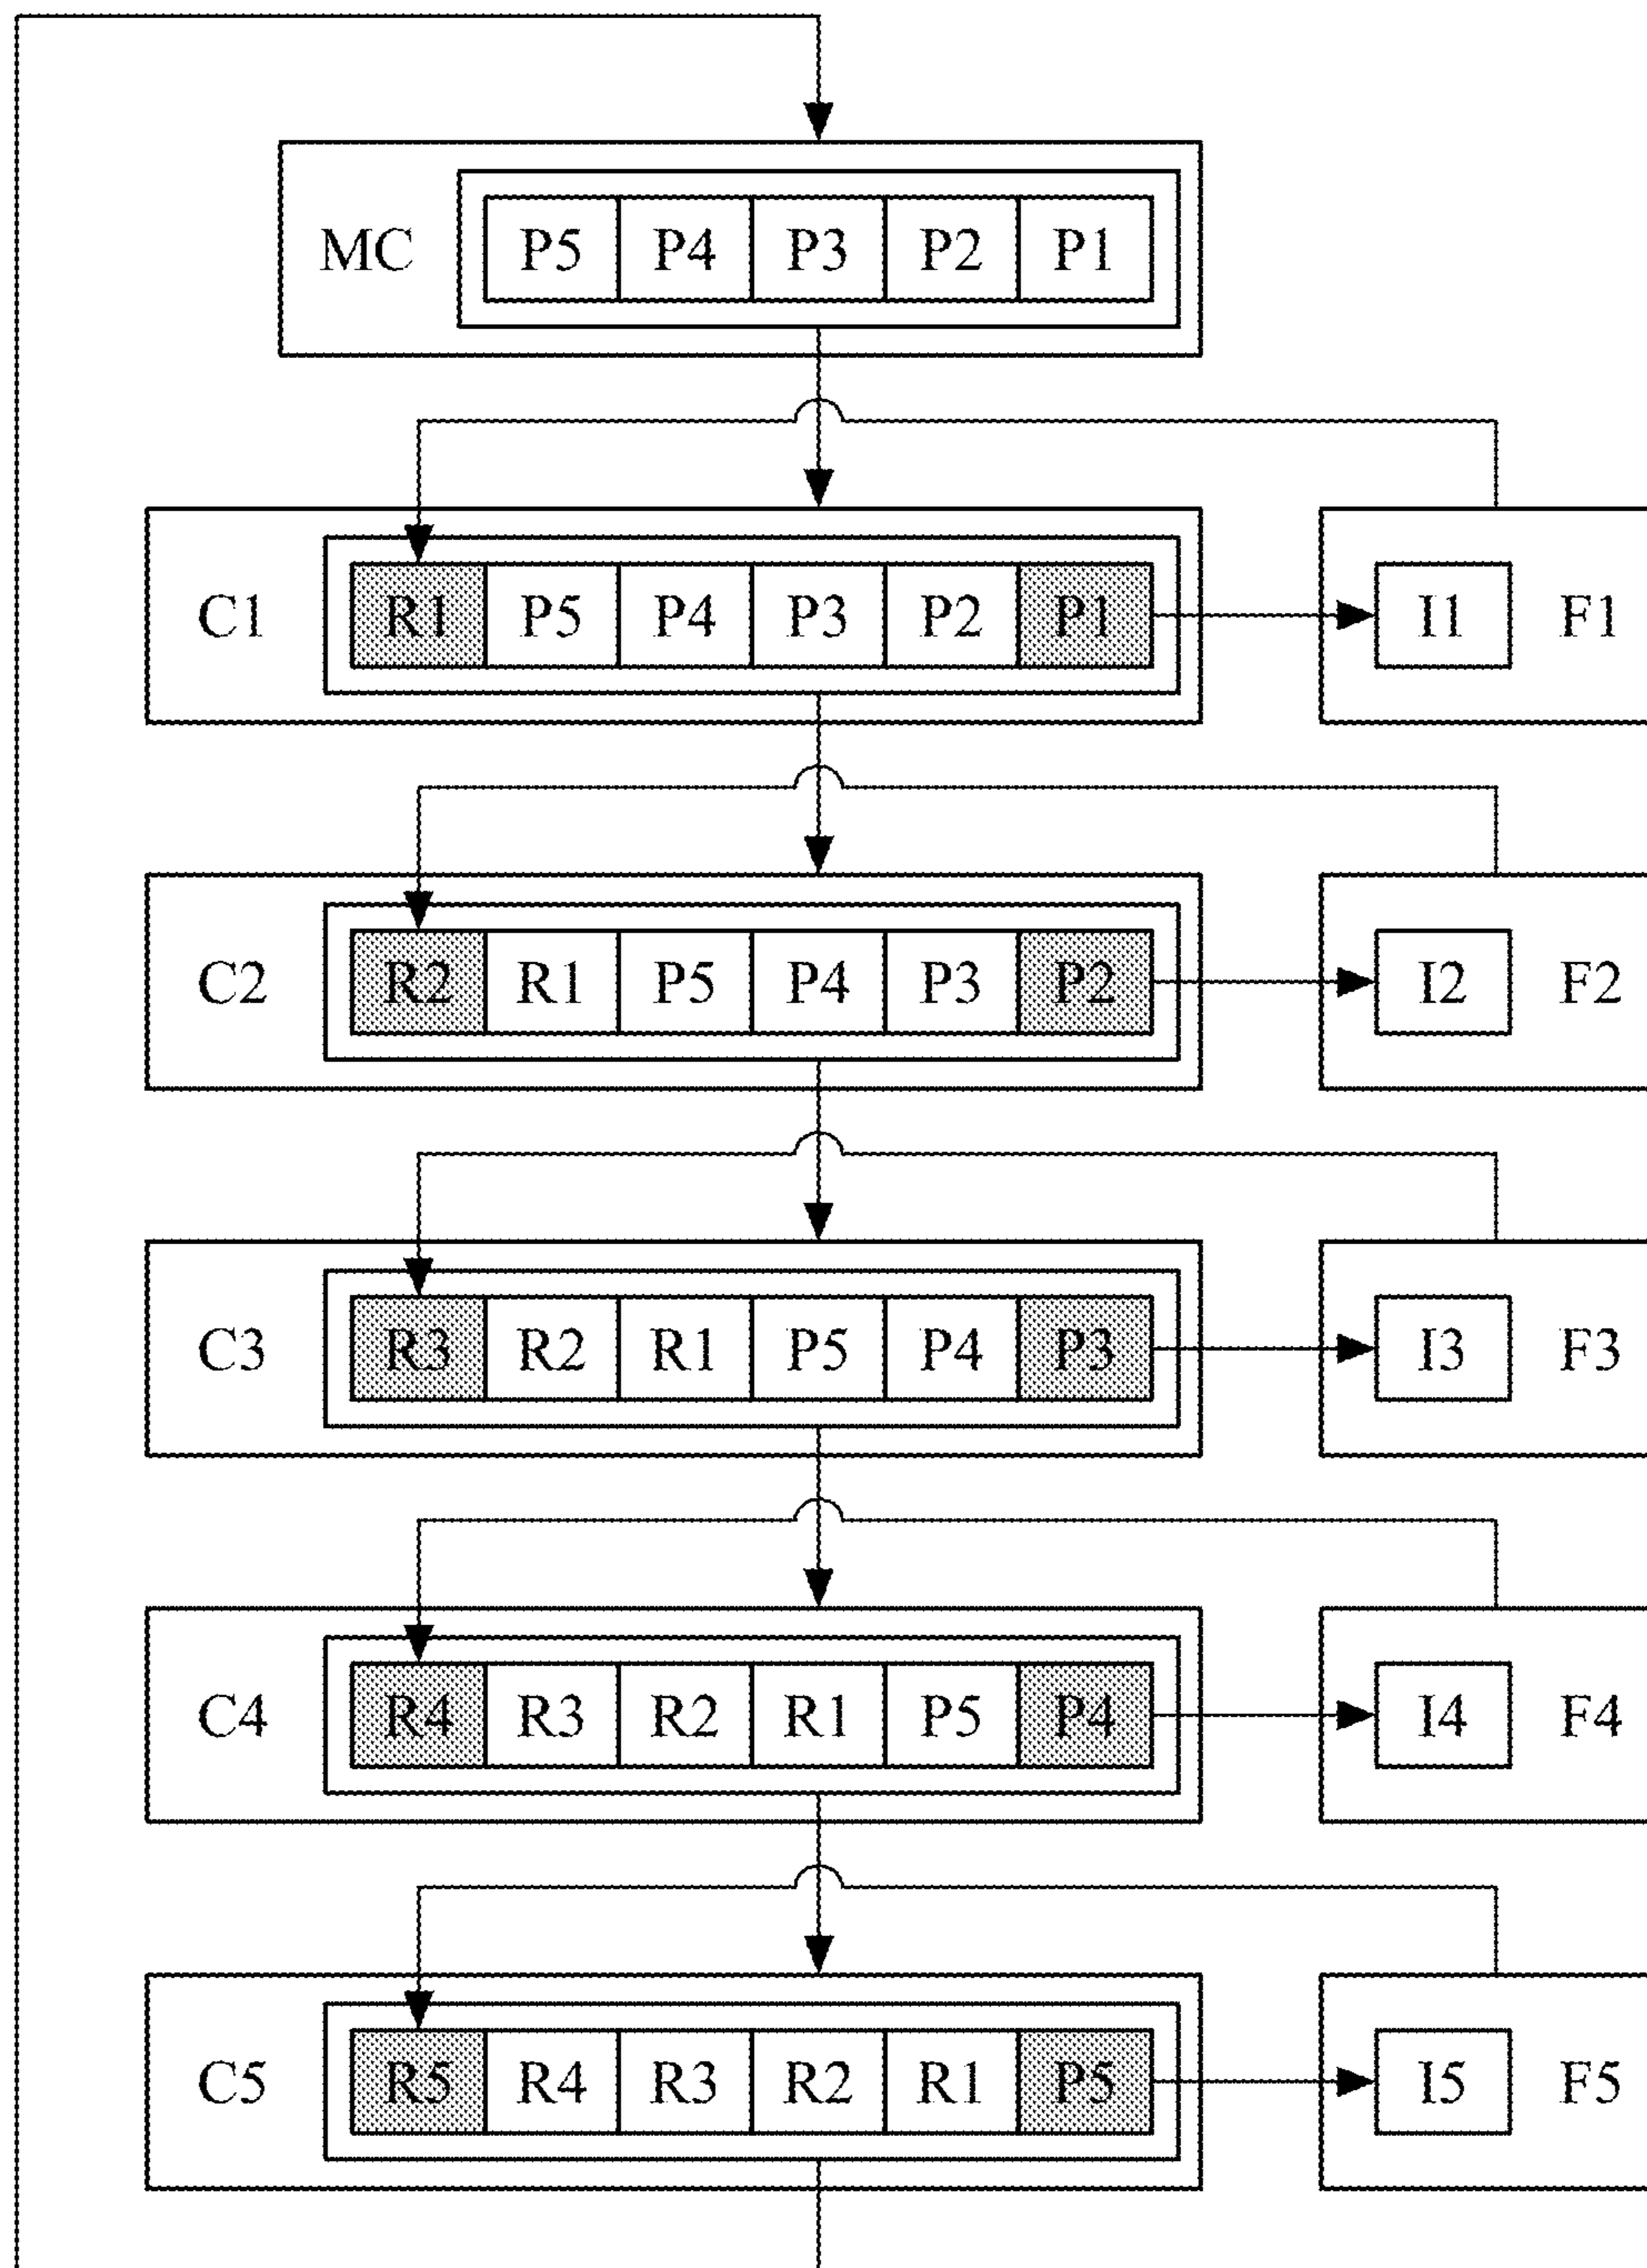 MC P5 P4 P3 P2 P1
C1 R1 P5 P4 P3 P2 P1 I1 F1
C2 R2 R1 P5 P4 P3 P2 I2 F2
C3 R3 R2 R1 P5 P4 P3 I3 F3
C4 R4 R3 R2 R1 P5 P4 I4 F4
C5 R5 R4 R3 R2 R1 P5 I5 F5